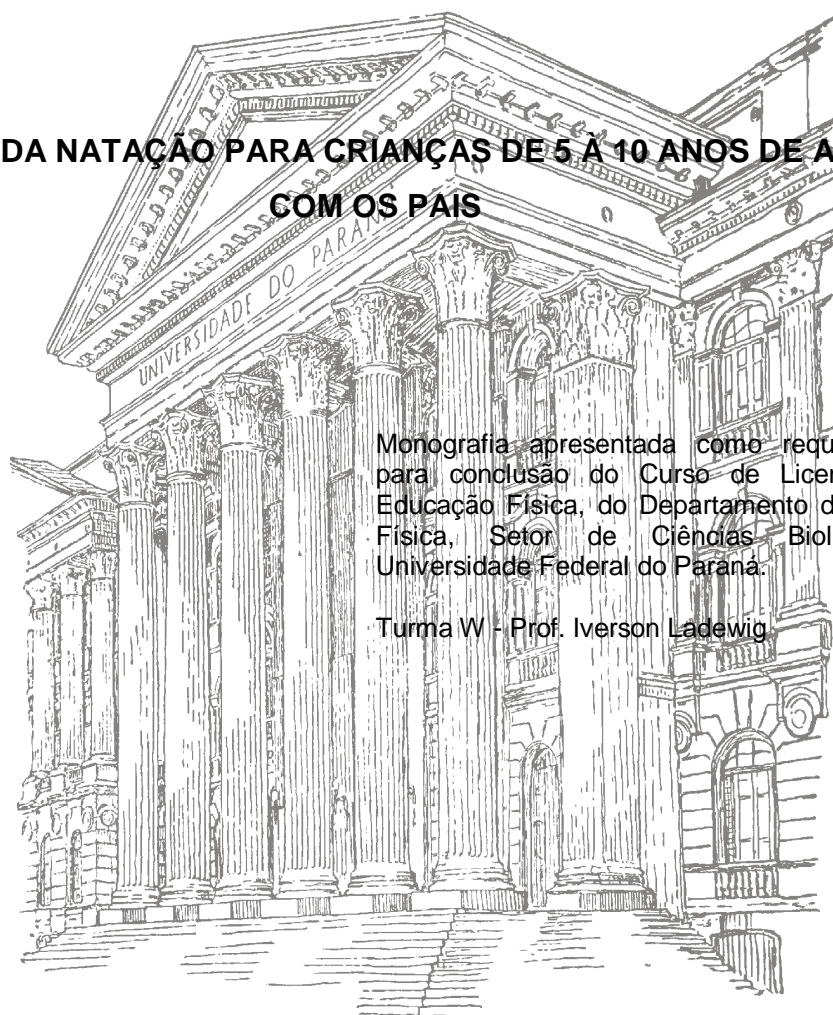 DA NATAÇÃO PARA CRIANÇAS DE 5 À 10 ANOS DE A
COM OS PAIS
UNIVERSIDADE DO PARANÁ
Monografia apresentada como requ
para conclusão do Curso de Licen
Educação Física, do Departamento d
Física, Setor de Ciências Biol
Universidade Federal do Paraná.
Turma W - Prof. Iverson Ladewig